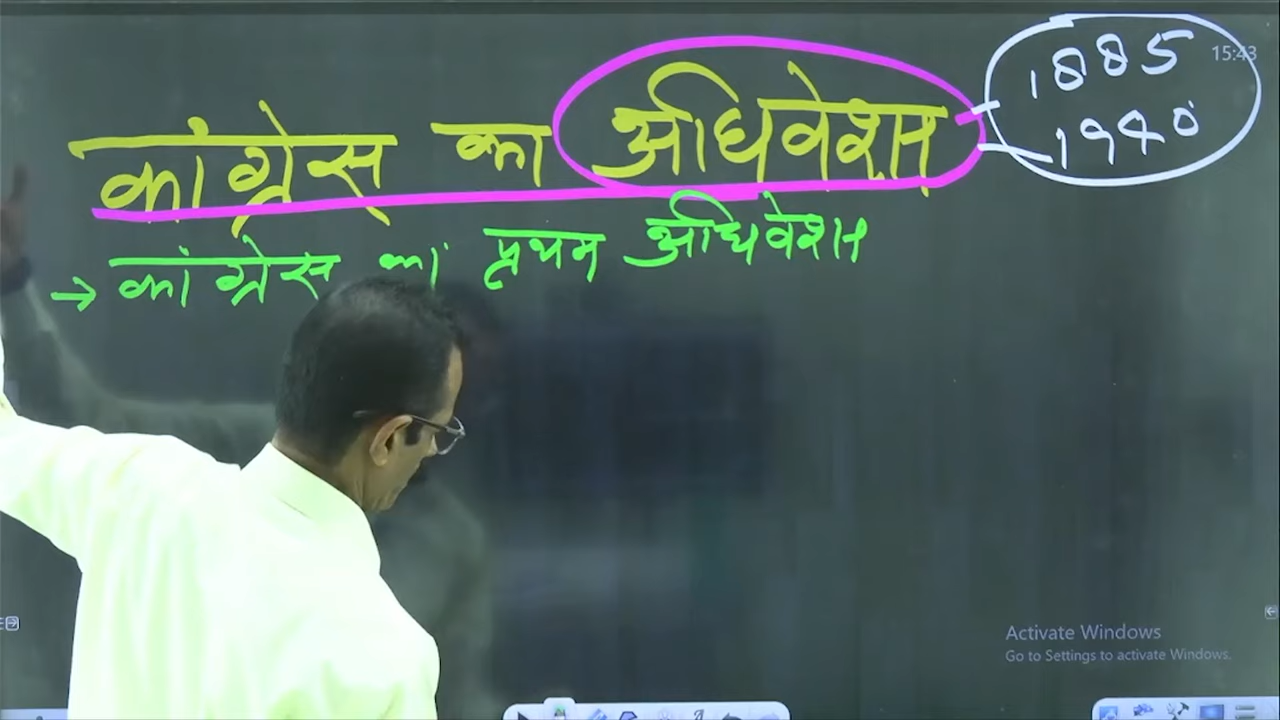 कांग्रेस का अधिवेशन
1885
1940
15:43
→ कांग्रेस का प्रथम अधिवेशन
Activate Windows
Go to Settings to activate Windows.